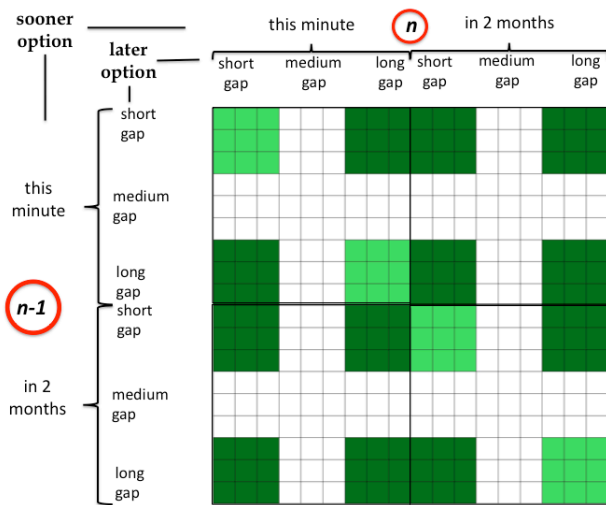 sooner
option
this minute
n
in 2 months
later
option
short
gap
medium
gap
long
gap
short
gap
medium
gap
long
gap
short
gap
this
minute
medium
gap
long
gap
n-1
short
gap
in 2
months
medium
gap
long
gap